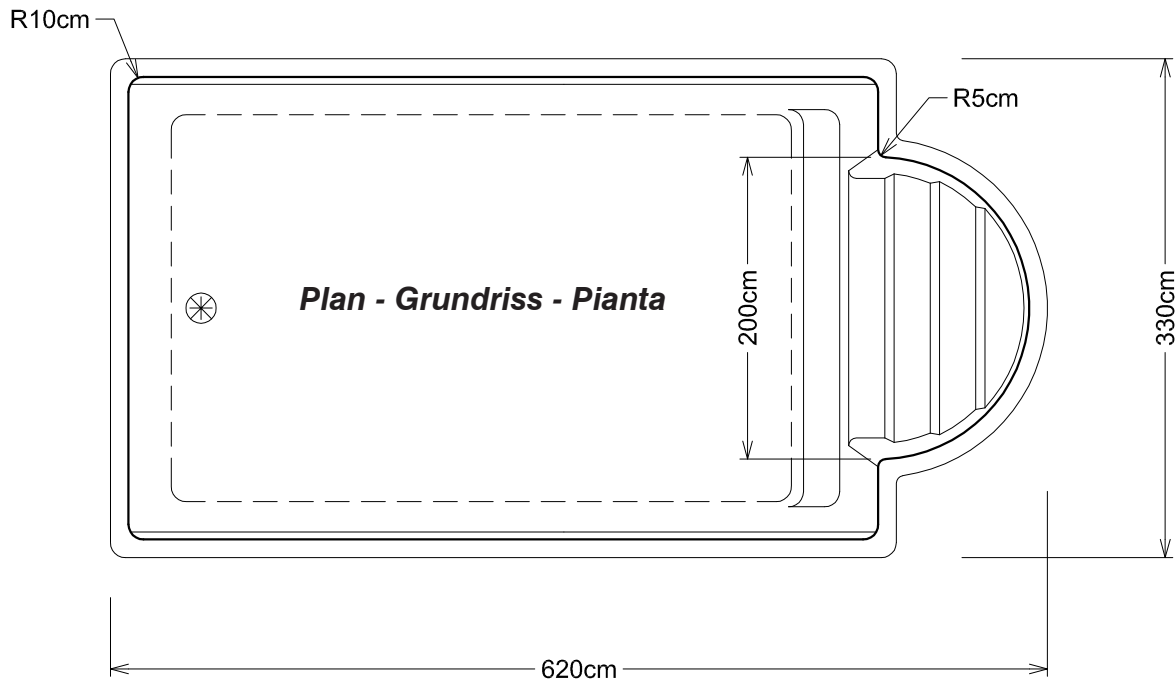 R10cm
R5cm
Plan - Grundriss - Pianta
200cm
330cm
620cm